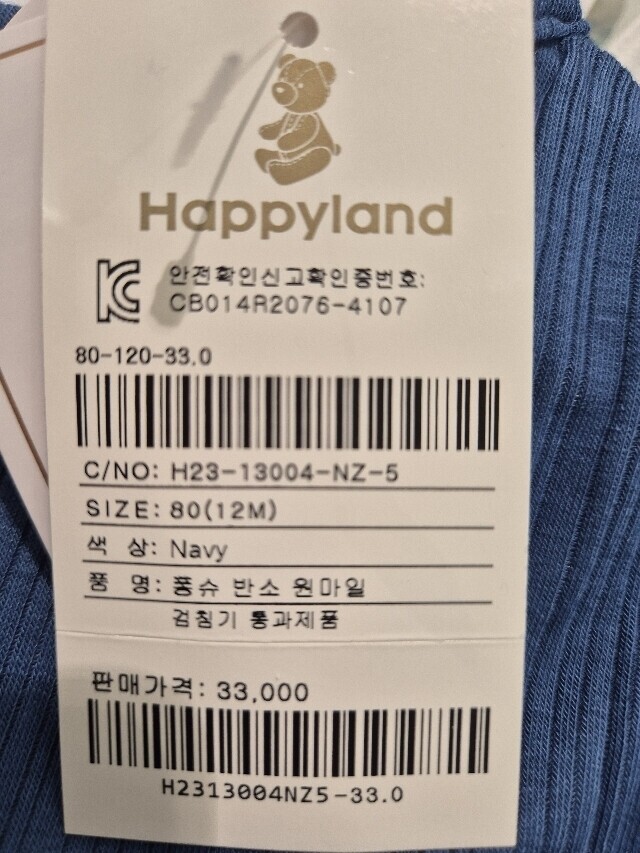 Happyland
안전확인신고확인증번호:
CB014R2076-4107
80-120-33.0
C/NO: H23-13004-NZ-5
SIZE: 80(12M)
색 상: Navy
품 명: 퐁슈 반소 원마일
검침기 통과제품
판매가격: 33,000
H2313004NZ5-33.0